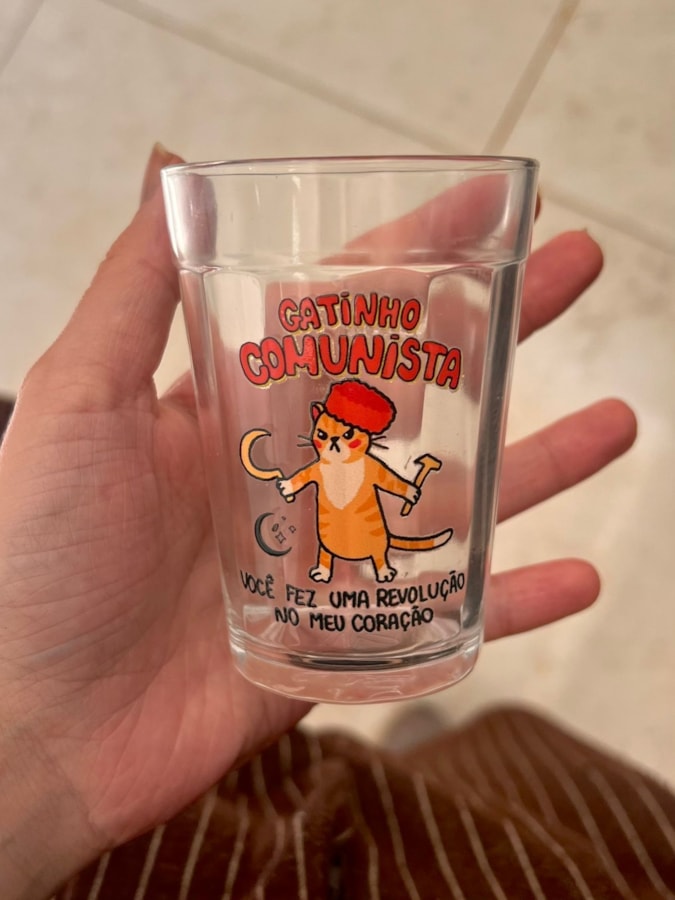 GATINHO
COMUNISTA
VOCÊ FEZ UMA REVOLUÇÃO
NO MEU CORAÇÃO